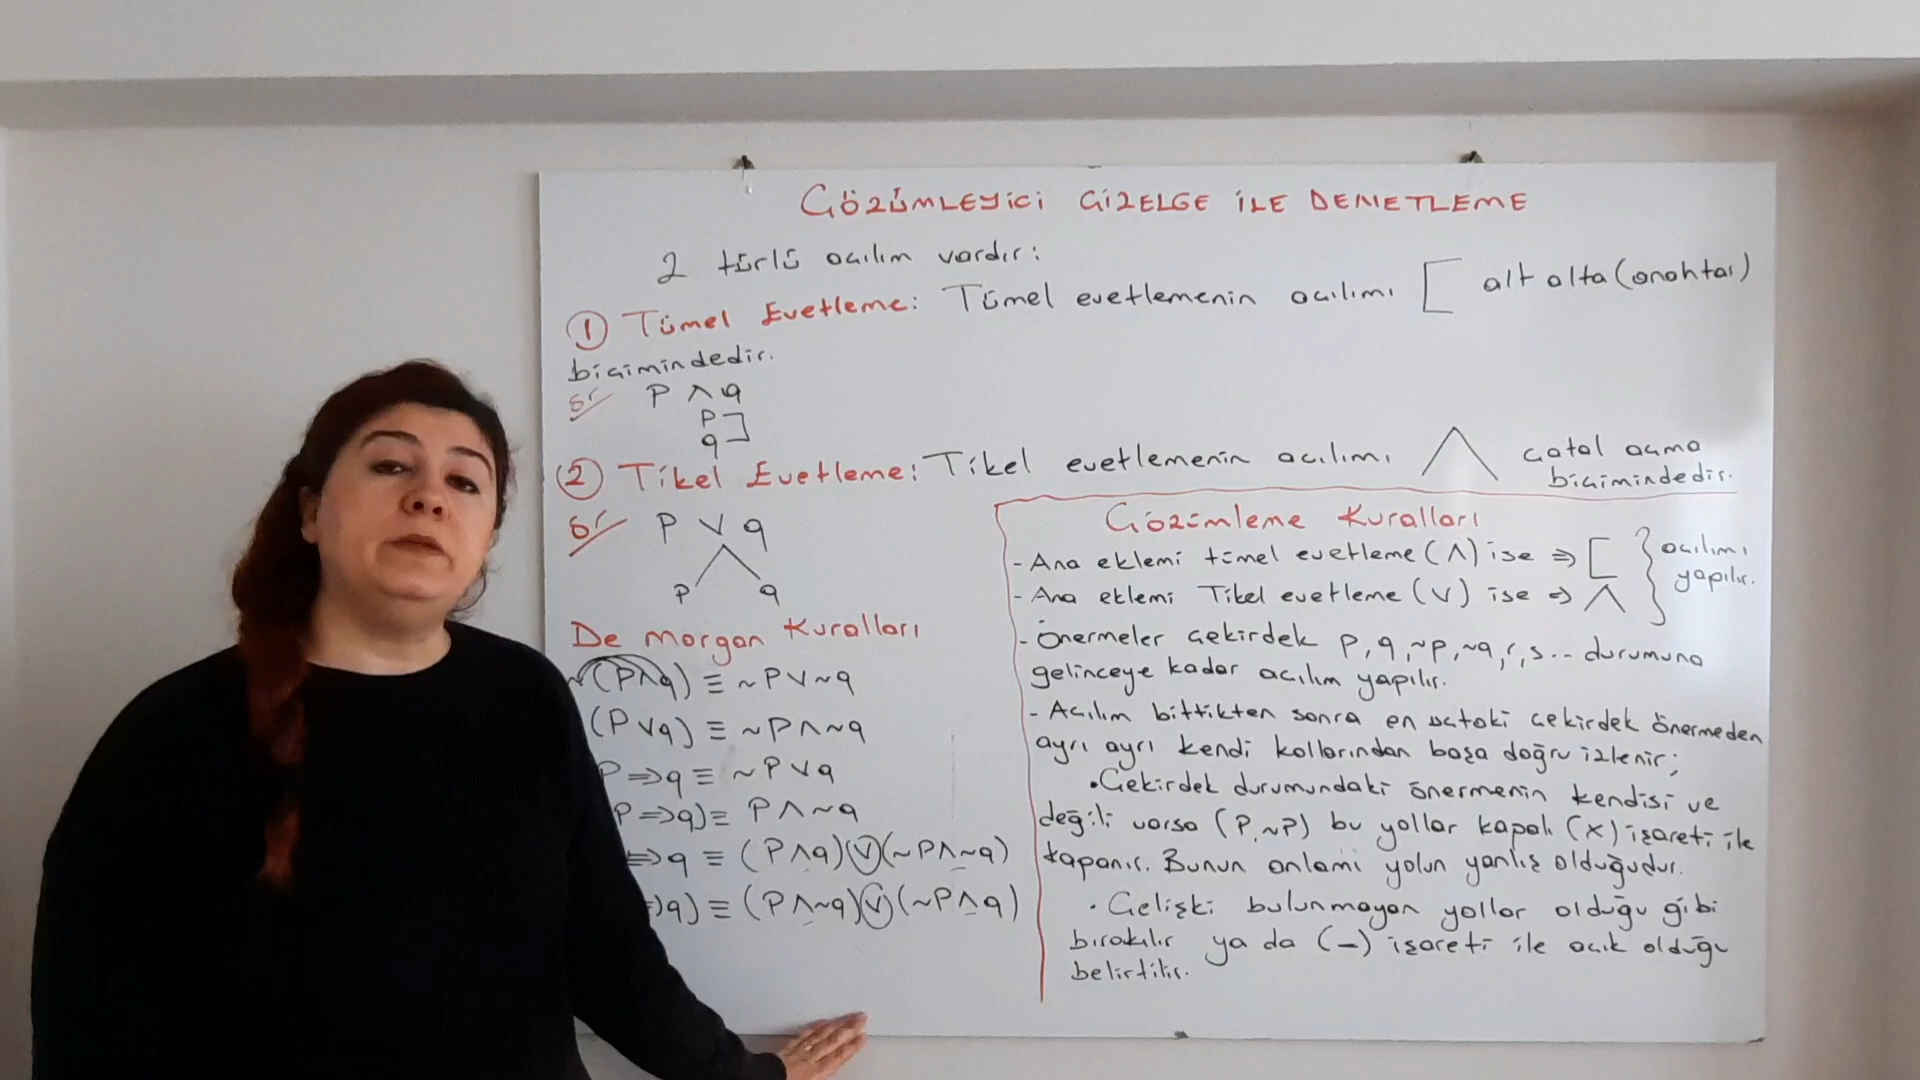 ÇÖZÜMLEYİCİ ÇİZELGE İLE DENETLEME
2 türlü açılım vardır:
① Tümel Evetleme: Tümel evetlemenin açılımı [ alt alta (anahtar)
biçimindedir.
ör P ∧ q
P
q
② Tikel Evetleme: Tikel evetlemenin açılımı ∧ çatal açma
biçimindedir.
ör P ∨ q
P q
De morgan Kuralları
~(P∧q) ≡ ~P∨~q
(P∨q) ≡ ~P∧~q
P⇒q ≡ ~P∨q
P⇒q) ≡ P∧~q
⇔q ≡ (P∧q)∨(~P∧~q)
⇔q) ≡ (P∧~q)∨(~P∧q)
Çözümleme Kuralları
- Ana eklemi tümel evetleme (∧) ise ⇒ [ } açılımı
- Ana eklemi Tikel evetleme (∨) ise ⇒ ∧ yapılır.
- Önermeler çekirdek p, q, ~p, ~q, r, s... durumuna
gelinceye kadar açılım yapılır.
- Açılım bittikten sonra en çekirdek önermeden
ayrı ayrı kendi kollarından başa doğru izlenir;
• Çekirdek durumundaki önermenin kendisi ve
değili varsa (P, ~P) bu yollar kapalı (x) işareti ile
kapanır. Bunun anlamı yolun yanlış olduğudur.
• Çelişki bulunmayan yollar olduğu gibi
bırakılır ya da (−) işareti ile açık olduğu
belirtilir.